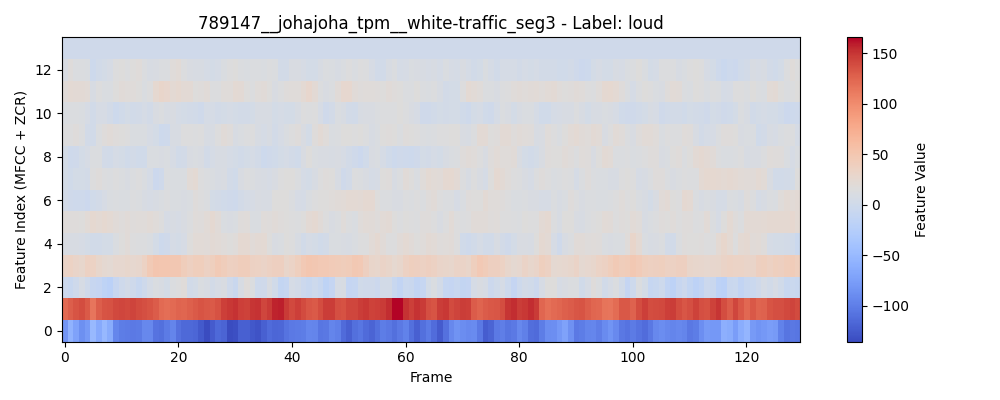 789147__johajoha_tpm__white-traffic_seg3 - Label: loud
Feature Index (MFCC + ZCR)
12
10
8
6
4
2
0
0 20 40 60 80 100 120
Frame
150
100
50
0
−50
−100
Feature Value